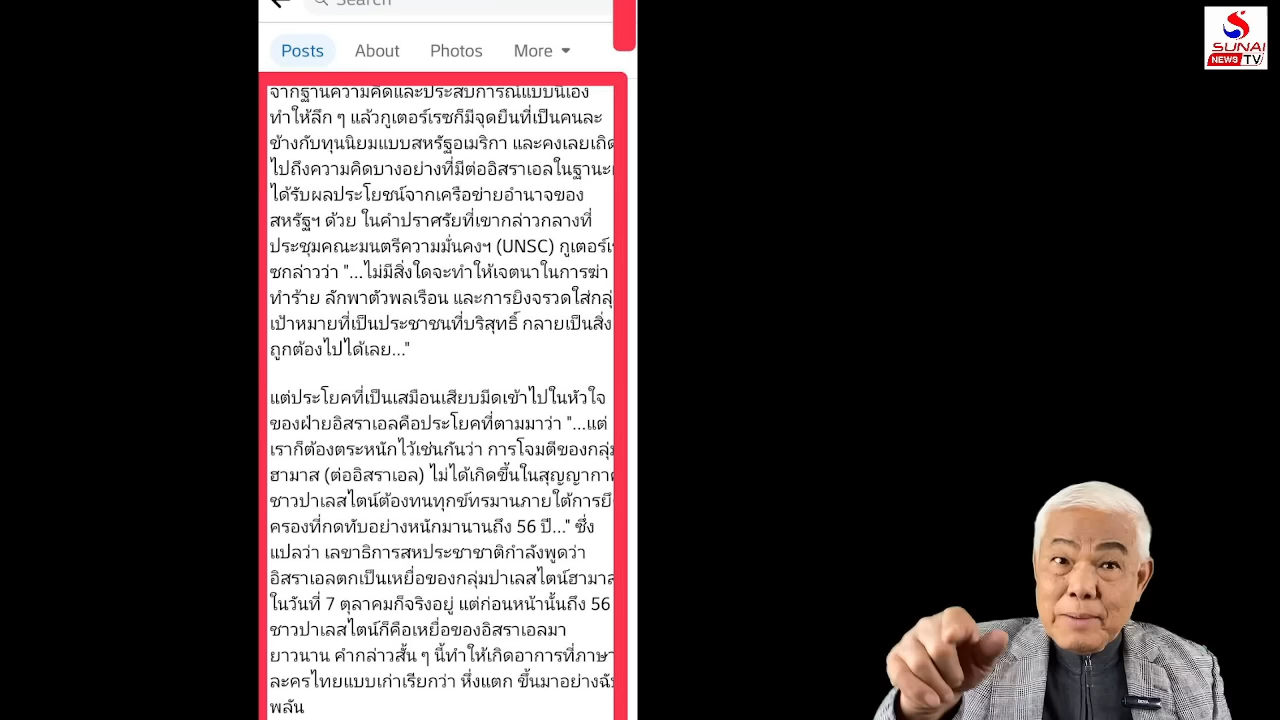 Search
Posts About Photos More
จากฐานความคิดและประสบการณ์แบบนี้เอง
ทำให้ลึก ๆ แล้วกูเตอร์เรซก็มีจุดยืนที่เป็นคนละ
ข้างกับทุนนิยมแบบสหรัฐอเมริกา และคงเลยเถิด
ไปถึงความคิดบางอย่างที่มีต่ออิสราเอลในฐานะ
ได้รับผลประโยชน์จากเครือข่ายอำนาจของ
สหรัฐฯ ด้วย ในคำปราศรัยที่เขากล่าวกลางที่
ประชุมคณะมนตรีความมั่นคงฯ (UNSC) กูเตอร์เ
ซกล่าวว่า "...ไม่มีสิ่งใดจะทำให้เจตนาในการฆ่า
ทำร้าย ลักพาตัวพลเรือน และการยิงจรวดใส่กลุ่
เป้าหมายที่เป็นประชาชนที่บริสุทธิ์ กลายเป็นสิ่ง
ถูกต้องไปได้เลย..."
แต่ประโยคที่เป็นเสมือนเสียบมีดเข้าไปในหัวใจ
ของฝ่ายอิสราเอลคือประโยคที่ตามมาว่า "...แต่
เราก็ต้องตระหนักไว้เช่นกันว่า การโจมตีของกลุ่ม
ฮามาส (ต่ออิสราเอล) ไม่ได้เกิดขึ้นในสุญญากาศ
ชาวปาเลสไตน์ต้องทนทุกข์ทรมานภายใต้การยึ
ครองที่กดทับอย่างหนักมานานถึง 56 ปี..." ซึ่ง
แปลว่า เลขาธิการสหประชาชาติกำลังพูดว่า
อิสราเอลตกเป็นเหยื่อของกลุ่มปาเลสไตน์ฮามาส
ในวันที่ 7 ตุลาคมก็จริงอยู่ แต่ก่อนหน้านั้นถึง 56
ชาวปาเลสไตน์ก็คือเหยื่อของอิสราเอลมา
ยาวนาน คำกล่าวสั้น ๆ นี้ทำให้เกิดอาการที่ภาษา
ละครไทยแบบเก่าเรียกว่า หึ่งแตก ขึ้นมาอย่างฉั
พลัน
SUNAI
NEWS TV